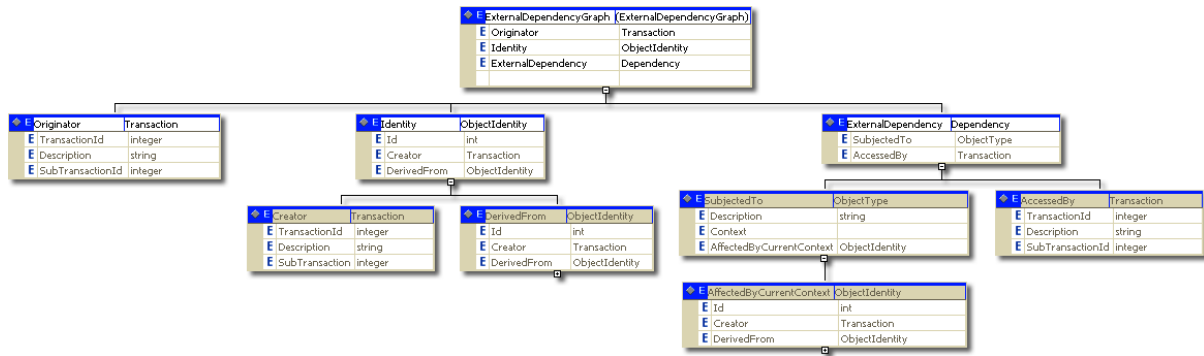 E ExternalDependencyGraph (ExternalDependencyGraph)
E Originator Transaction
E Identity ObjectIdentity
E ExternalDependency Dependency
E Originator Transaction
E TransactionId integer
E Description string
E SubTransactionId integer
E Identity ObjectIdentity
E Id int
E Creator Transaction
E DerivedFrom ObjectIdentity
E ExternalDependency Dependency
E SubjectedTo ObjectType
E AccessedBy Transaction
E Creator Transaction
E TransactionId integer
E Description string
E SubTransaction integer
E DerivedFrom ObjectIdentity
E Id int
E Creator Transaction
E DerivedFrom ObjectIdentity
E SubjectedTo ObjectType
E Description string
E Context
E AffectedByCurrentContext ObjectIdentity
E AccessedBy Transaction
E TransactionId integer
E Description string
E SubTransactionId integer
E AffectedByCurrentContext ObjectIdentity
E Id int
E Creator Transaction
E DerivedFrom ObjectIdentity